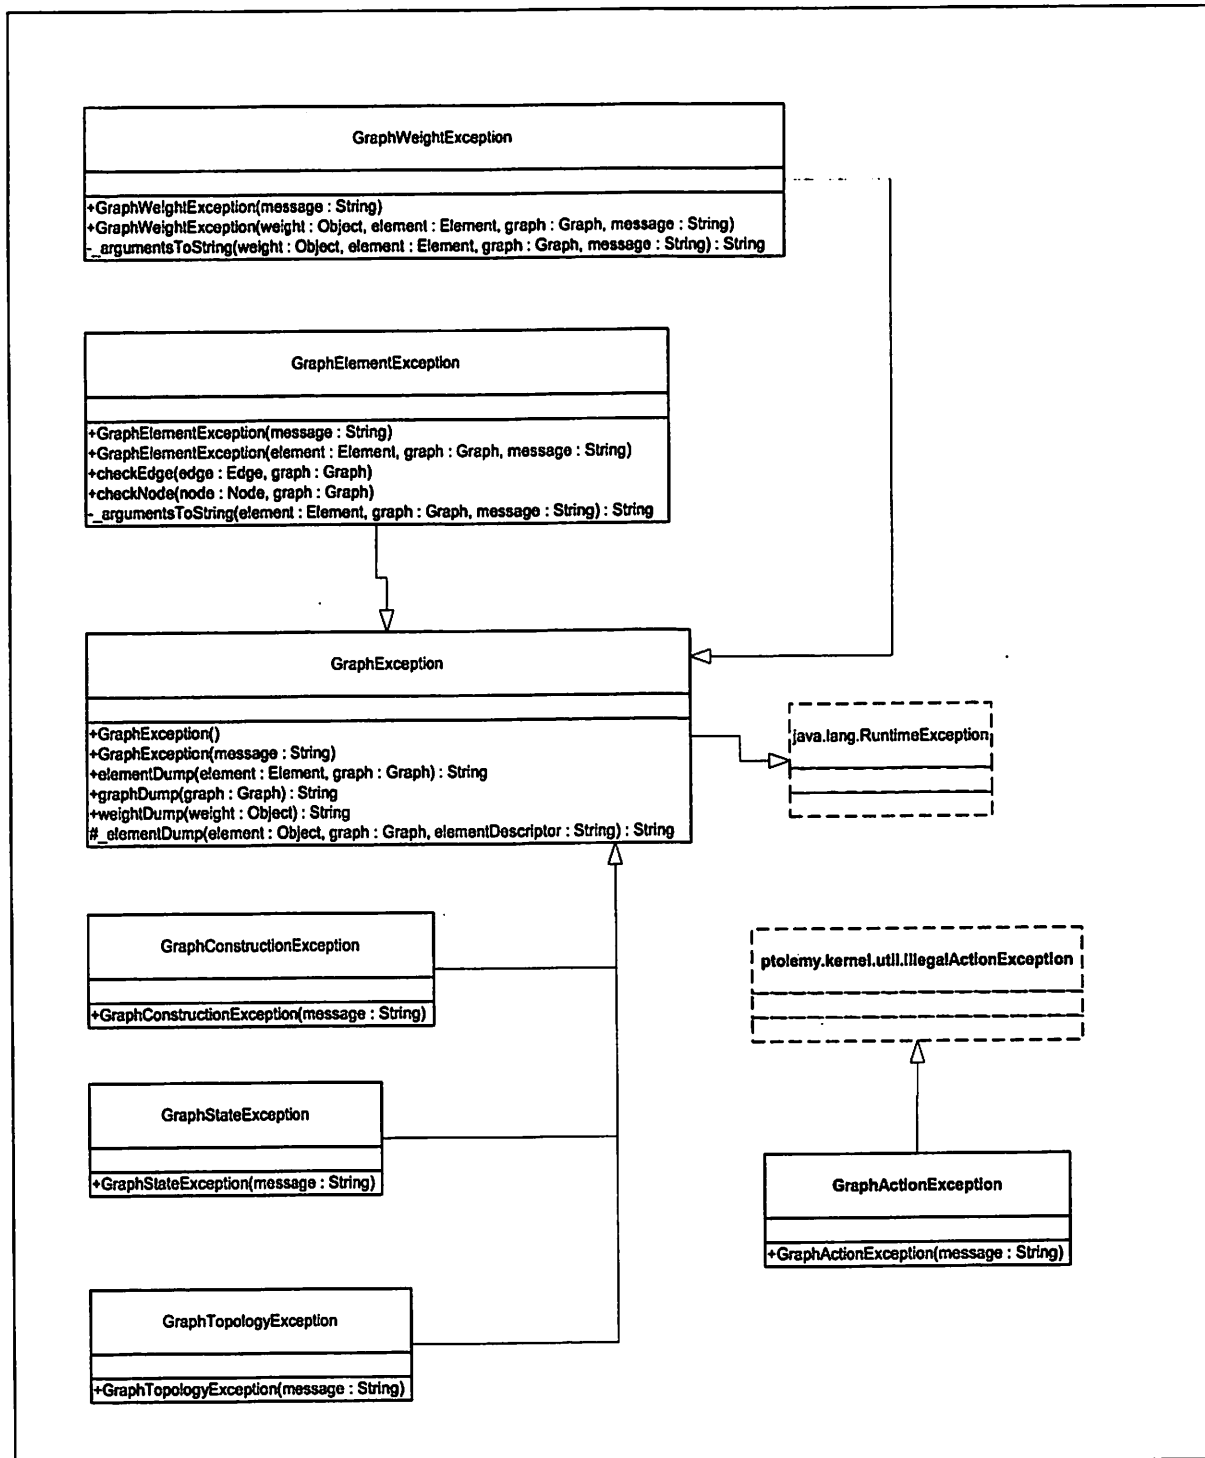 GraphWeightException
+GraphWeightException(message : String)
+GraphWeightException(weight : Object, element : Element, graph : Graph, message : String)
-_argumentsToString(weight : Object, element : Element, graph : Graph, message : String) : String
GraphElementException
+GraphElementException(message : String)
+GraphElementException(element : Element, graph : Graph, message : String)
+checkEdge(edge : Edge, graph : Graph)
+checkNode(node : Node, graph : Graph)
-_argumentsToString(element : Element, graph : Graph, message : String) : String
GraphException
+GraphException()
+GraphException(message : String)
+elementDump(element : Element, graph : Graph) : String
+graphDump(graph : Graph) : String
+weightDump(weight : Object) : String
#_elementDump(element : Object, graph : Graph, elementDescriptor : String) : String
java.lang.RuntimeException
GraphConstructionException
+GraphConstructionException(message : String)
ptolemy.kernel.util.IllegalActionException
GraphStateException
+GraphStateException(message : String)
GraphActionException
+GraphActionException(message : String)
GraphTopologyException
+GraphTopologyException(message : String)